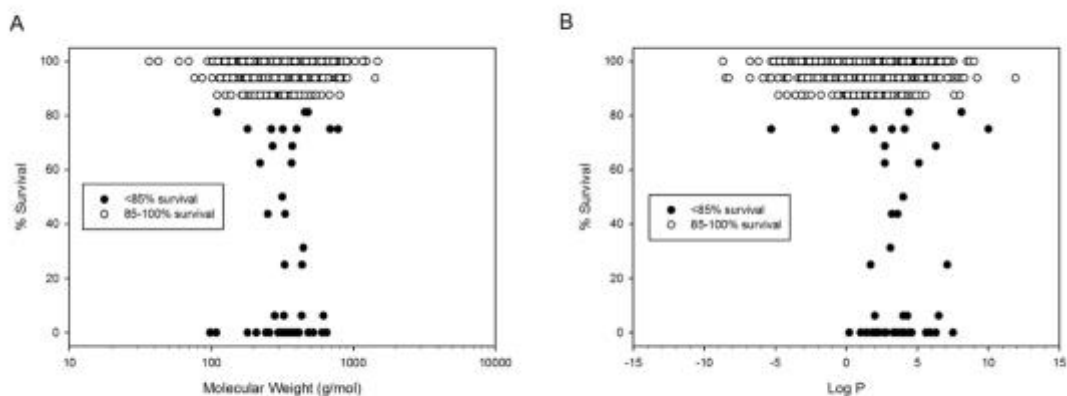 A
% Survival
100
80
60
40
20
0
<85% survival
85-100% survival
10
100
1000
10000
Molecular Weight (g/mol)
B
% Survival
100
80
60
40
20
0
<85% survival
85-100% survival
-15
-10
-5
0
5
10
15
Log P